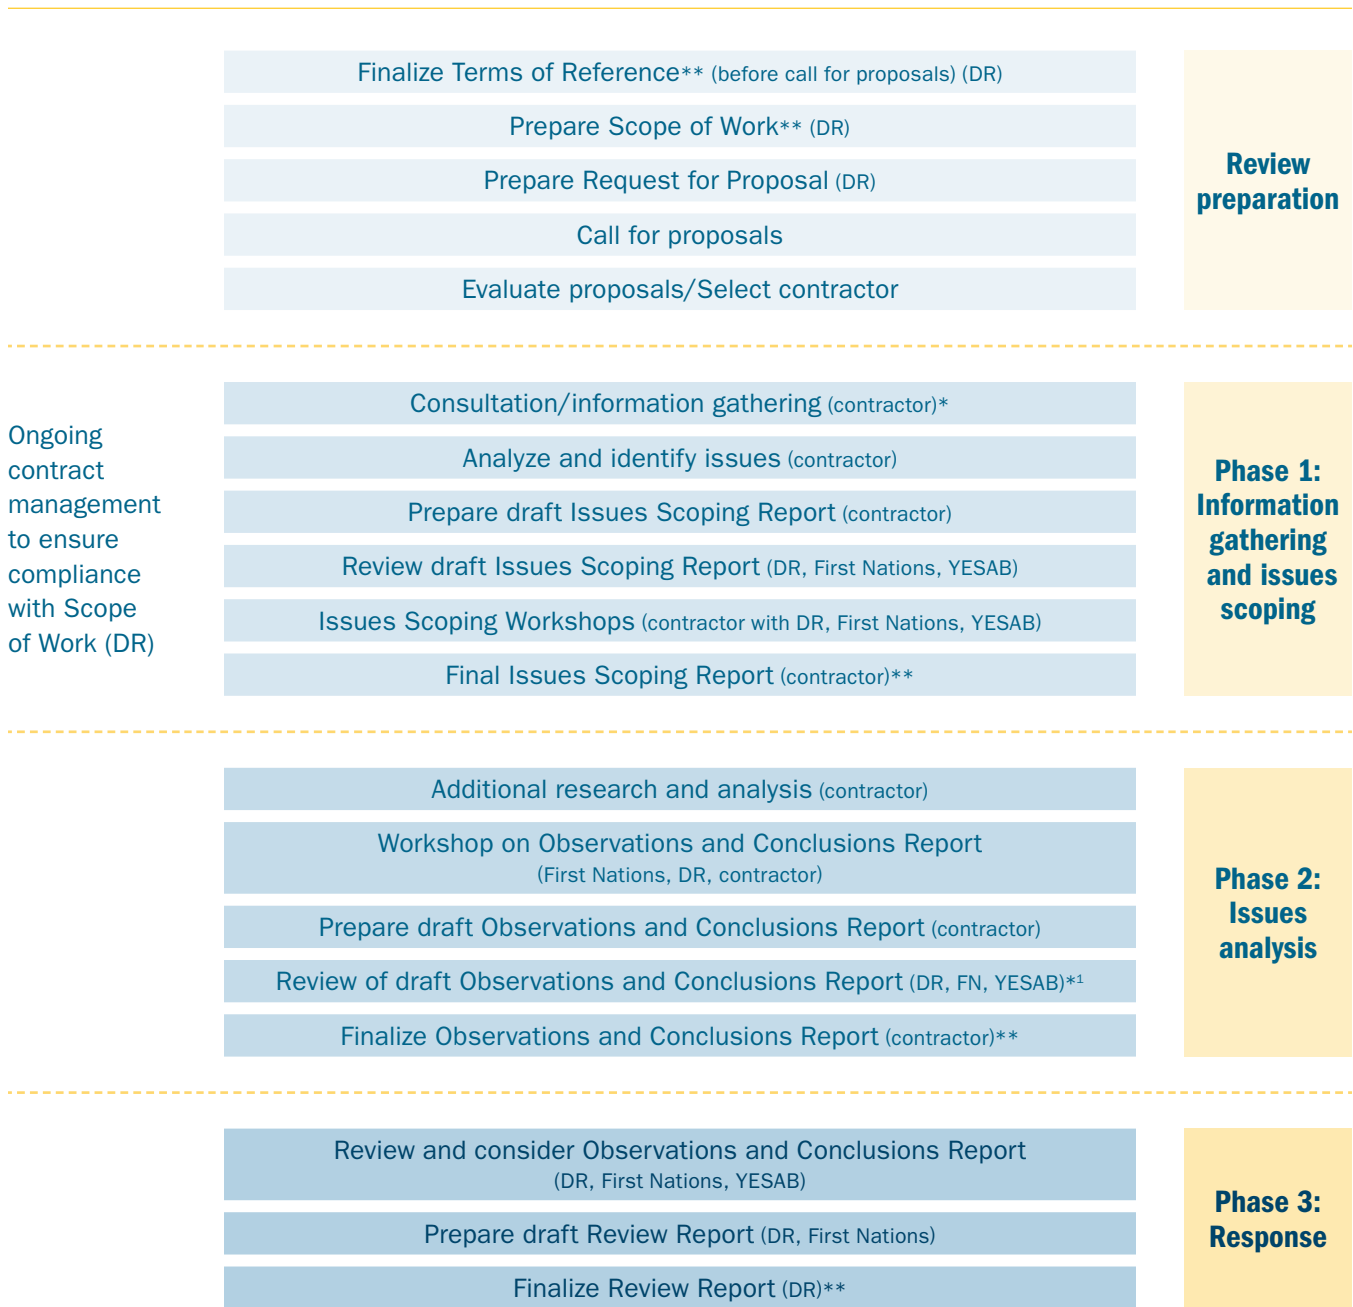 Finalize Terms of Reference** (before call for proposals) (DR)
Prepare Scope of Work** (DR)
Prepare Request for Proposal (DR)
Call for proposals
Evaluate proposals/Select contractor
Review
preparation
Ongoing
contract
management
to ensure
compliance
with Scope
of Work (DR)
Consultation/information gathering (contractor)*
Analyze and identify issues (contractor)
Prepare draft Issues Scoping Report (contractor)
Review draft Issues Scoping Report (DR, First Nations, YESAB)
Issues Scoping Workshops (contractor with DR, First Nations, YESAB)
Final Issues Scoping Report (contractor)**
Phase 1:
Information
gathering
and issues
scoping
Additional research and analysis (contractor)
Workshop on Observations and Conclusions Report
(First Nations, DR, contractor)
Prepare draft Observations and Conclusions Report (contractor)
Review of draft Observations and Conclusions Report (DR, FN, YESAB)*¹
Finalize Observations and Conclusions Report (contractor)**
Phase 2:
Issues
analysis
Review and consider Observations and Conclusions Report
(DR, First Nations, YESAB)
Prepare draft Review Report (DR, First Nations)
Finalize Review Report (DR)**
Phase 3:
Response